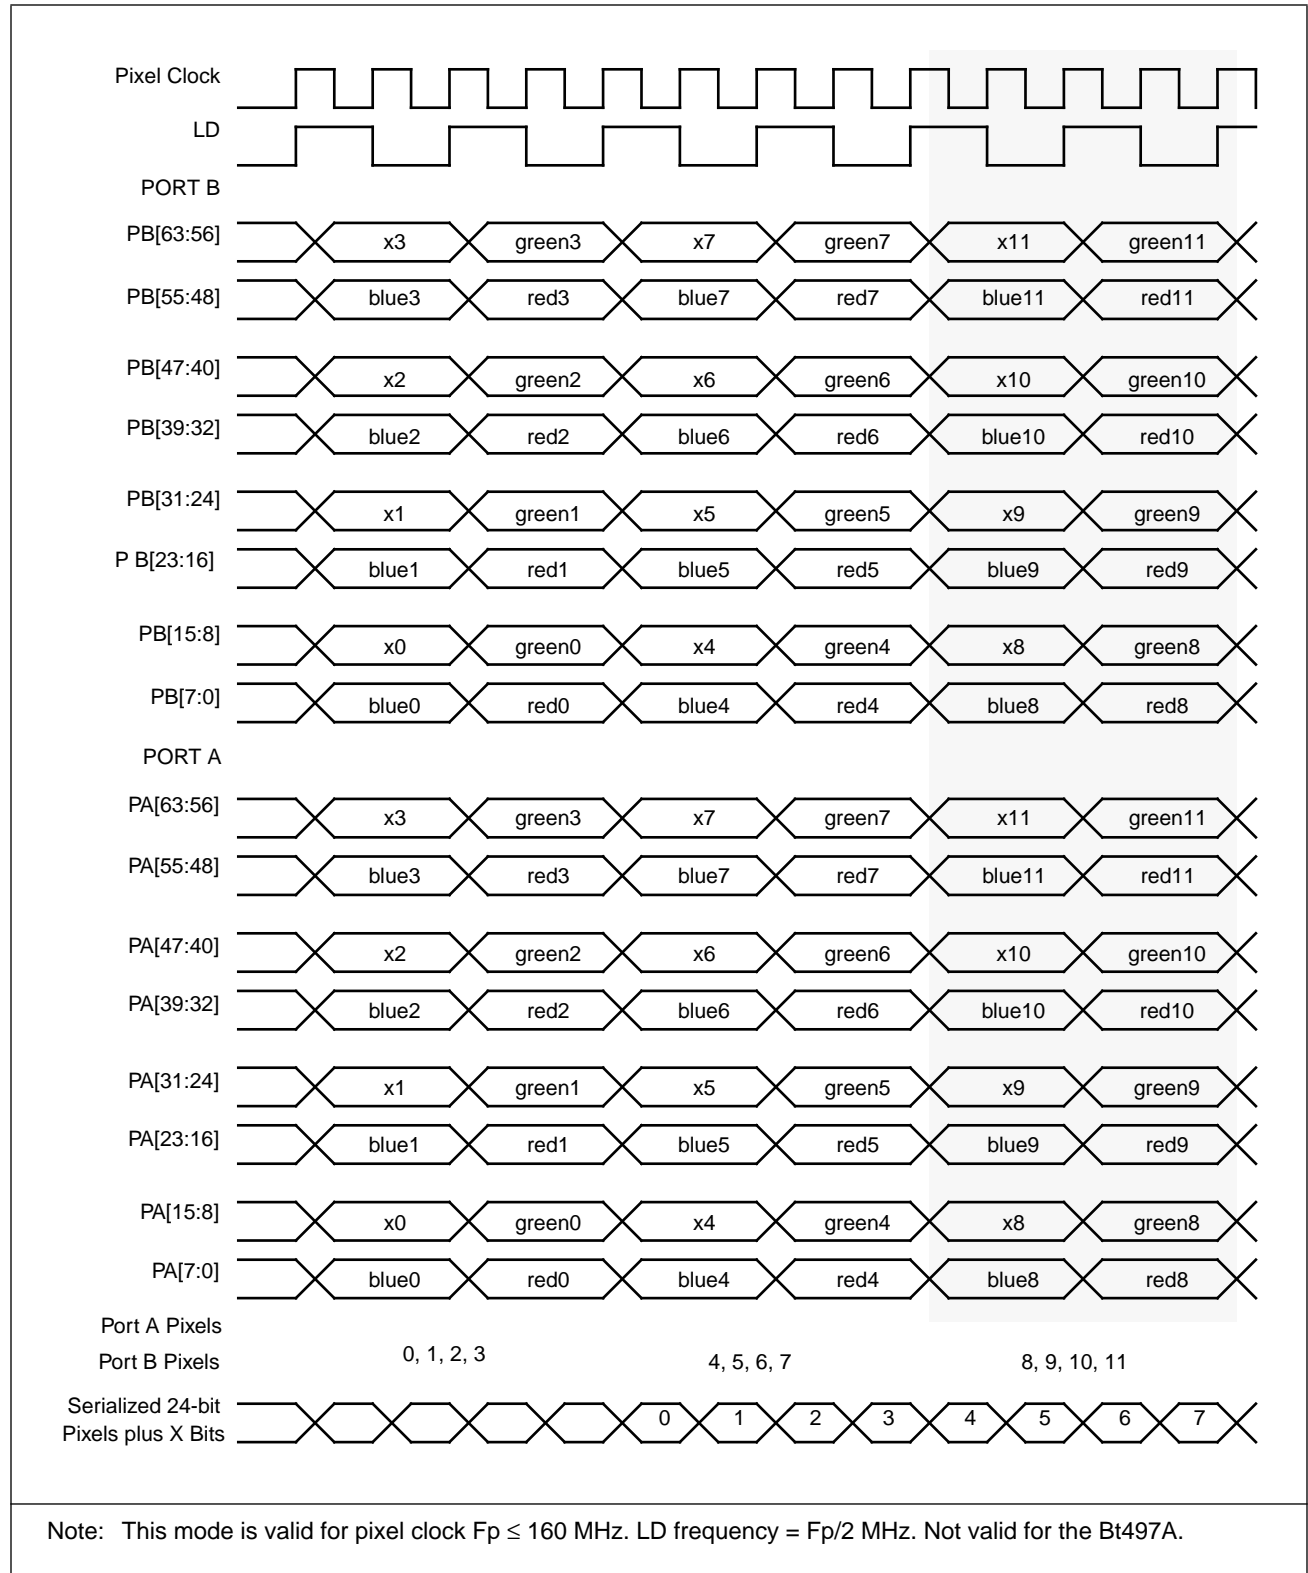 Pixel Clock
LD
PORT B
PB[63:56] x3 green3 x7 green7 x11 green11
PB[55:48] blue3 red3 blue7 red7 blue11 red11
PB[47:40] x2 green2 x6 green6 x10 green10
PB[39:32] blue2 red2 blue6 red6 blue10 red10
PB[31:24] x1 green1 x5 green5 x9 green9
P B[23:16] blue1 red1 blue5 red5 blue9 red9
PB[15:8] x0 green0 x4 green4 x8 green8
PB[7:0] blue0 red0 blue4 red4 blue8 red8
PORT A
PA[63:56] x3 green3 x7 green7 x11 green11
PA[55:48] blue3 red3 blue7 red7 blue11 red11
PA[47:40] x2 green2 x6 green6 x10 green10
PA[39:32] blue2 red2 blue6 red6 blue10 red10
PA[31:24] x1 green1 x5 green5 x9 green9
PA[23:16] blue1 red1 blue5 red5 blue9 red9
PA[15:8] x0 green0 x4 green4 x8 green8
PA[7:0] blue0 red0 blue4 red4 blue8 red8
Port A Pixels
Port B Pixels 0, 1, 2, 3 4, 5, 6, 7 8, 9, 10, 11
Serialized 24-bit
Pixels plus X Bits 0 1 2 3 4 5 6 7
Note: This mode is valid for pixel clock Fp ≤ 160 MHz. LD frequency = Fp/2 MHz. Not valid for the Bt497A.